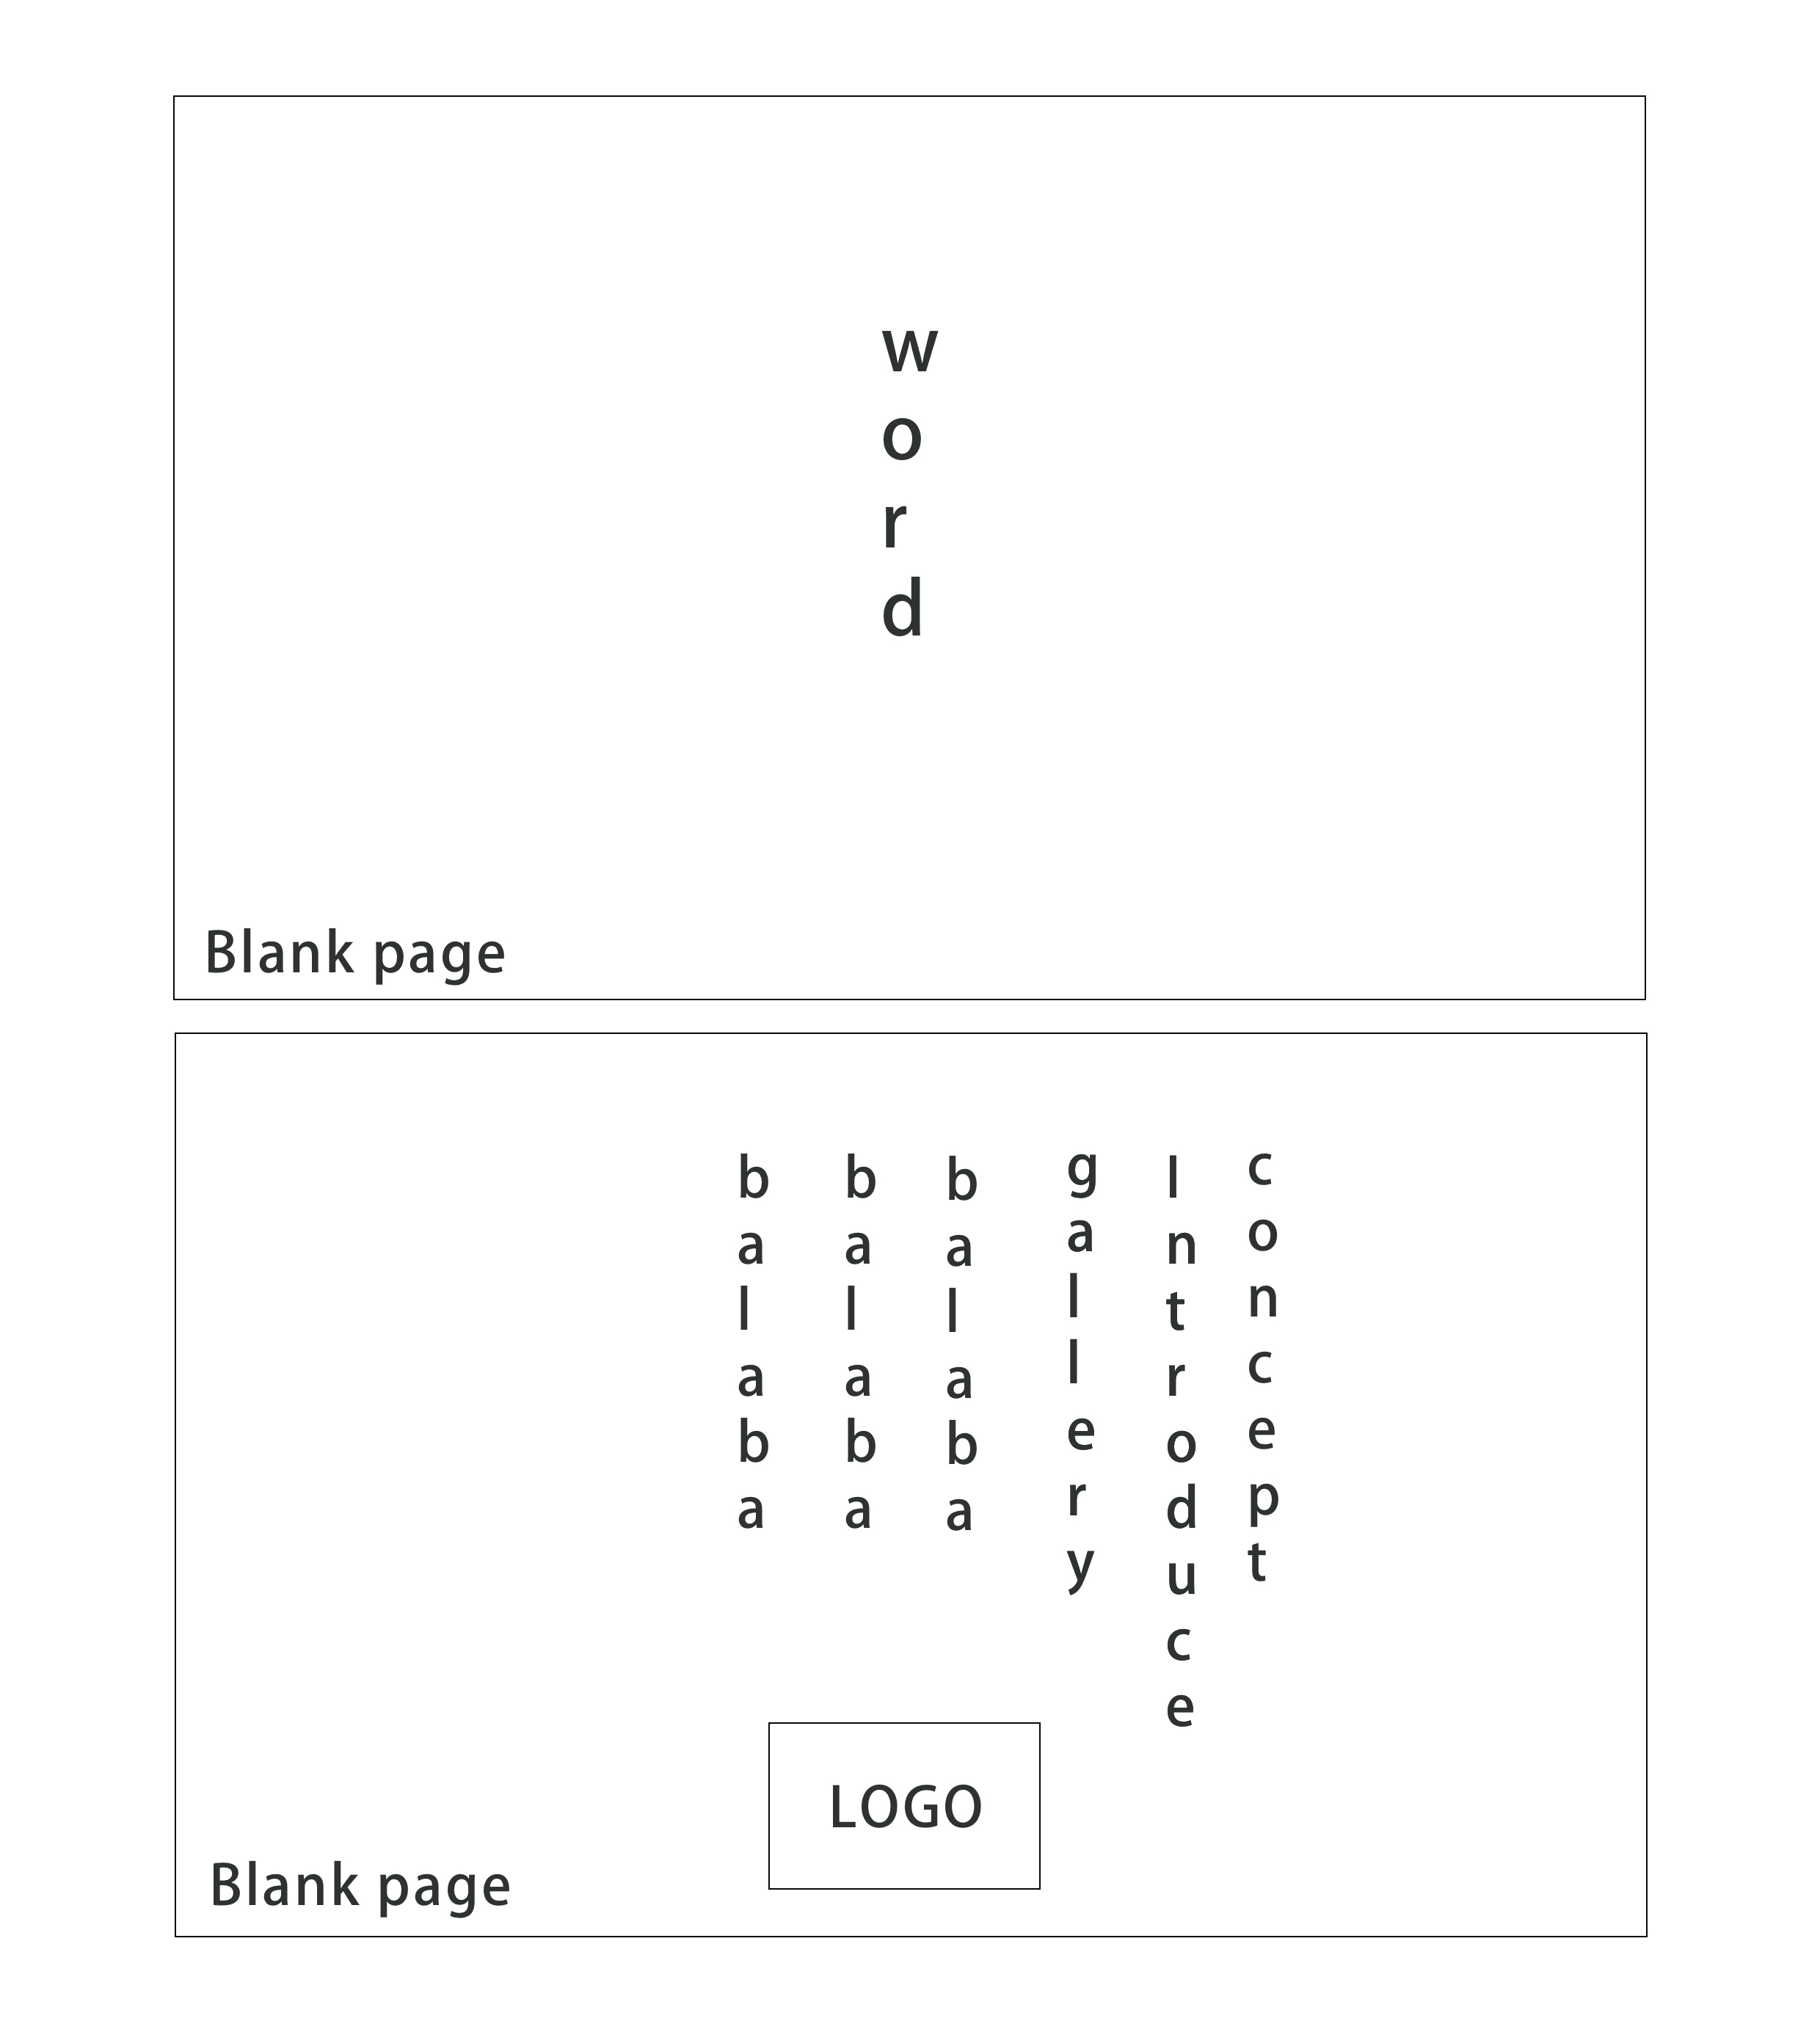 word
Blank page
balaba
balaba
balaba
gallery
Introduce
concept
LOGO
Blank page